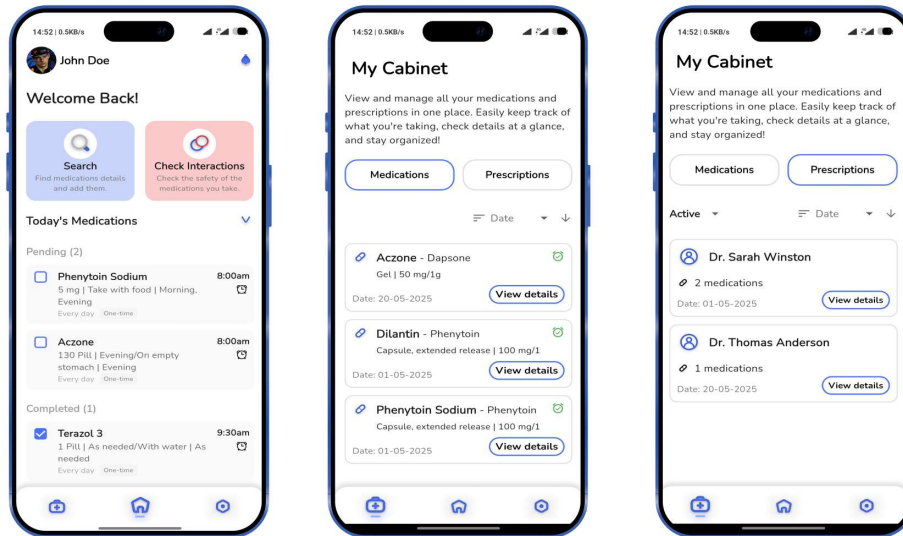 14:52 | 0.5KB/s
John Doe
Welcome Back!
Search
Find medications details
and add them.
Check Interactions
Check the safety of the
medications you take.
Today's Medications
Pending (2)
Phenytoin Sodium
8:00am
5 mg | Take with food | Morning,
Evening
Every day One-time
Aczone
8:00am
130 Pill | Evening/On empty
stomach | Evening
Every day One-time
Completed (1)
Terazol 3
9:30am
1 Pill | As needed/With water | As
needed
Every day One-time
14:52 | 0.5KB/s
My Cabinet
View and manage all your medications and
prescriptions in one place. Easily keep track of
what you're taking, check details at a glance,
and stay organized!
Medications
Prescriptions
Date
Aczone - Dapsone
Gel | 50 mg/1g
Date: 20-05-2025
View details
Dilantin - Phenytoin
Capsule, extended release | 100 mg/1
Date: 01-05-2025
View details
Phenytoin Sodium - Phenytoin
Capsule, extended release | 100 mg/1
Date: 01-05-2025
View details
14:52 | 0.5KB/s
My Cabinet
View and manage all your medications and
prescriptions in one place. Easily keep track of
what you're taking, check details at a glance,
and stay organized!
Medications
Prescriptions
Active
Date
Dr. Sarah Winston
2 medications
Date: 01-05-2025
View details
Dr. Thomas Anderson
1 medications
Date: 20-05-2025
View details